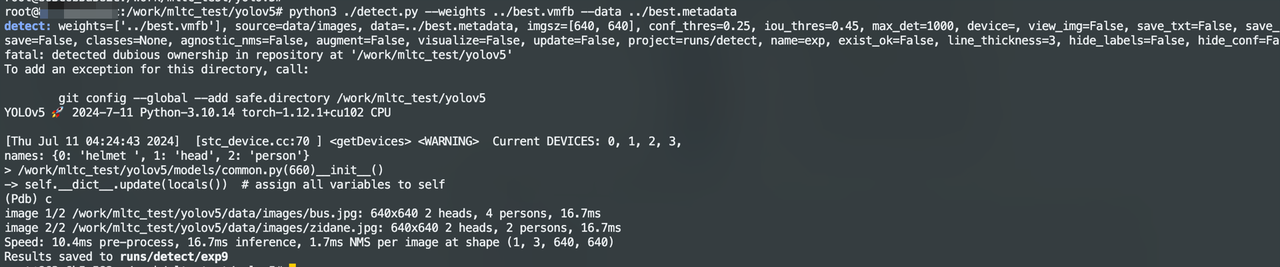 root@ :/work/mltc_test/yolov5# python3 ./detect.py --weights ../best.vmfb --data ../best.metadata
detect: weights=['../best.vmfb'], source=data/images, data=../best.metadata, imgsz=[640, 640], conf_thres=0.25, iou_thres=0.45, max_det=1000, device=, view_img=False, save_txt=False, save_
save=False, classes=None, agnostic_nms=False, augment=False, visualize=False, update=False, project=runs/detect, name=exp, exist_ok=False, line_thickness=3, hide_labels=False, hide_conf=Fa
fatal: detected dubious ownership in repository at '/work/mltc_test/yolov5'
To add an exception for this directory, call:
git config --global --add safe.directory /work/mltc_test/yolov5
YOLOv5 🚀 2024-7-11 Python-3.10.14 torch-1.12.1+cu102 CPU
[Thu Jul 11 04:24:43 2024] [stc_device.cc:70 ] <getDevices> <WARNING> Current DEVICES: 0, 1, 2, 3,
names: {0: 'helmet ', 1: 'head', 2: 'person'}
> /work/mltc_test/yolov5/models/common.py(660)__init__()
-> self.__dict__.update(locals()) # assign all variables to self
(Pdb) c
image 1/2 /work/mltc_test/yolov5/data/images/bus.jpg: 640x640 2 heads, 4 persons, 16.7ms
image 2/2 /work/mltc_test/yolov5/data/images/zidane.jpg: 640x640 2 heads, 2 persons, 16.7ms
Speed: 10.4ms pre-process, 16.7ms inference, 1.7ms NMS per image at shape (1, 3, 640, 640)
Results saved to runs/detect/exp9